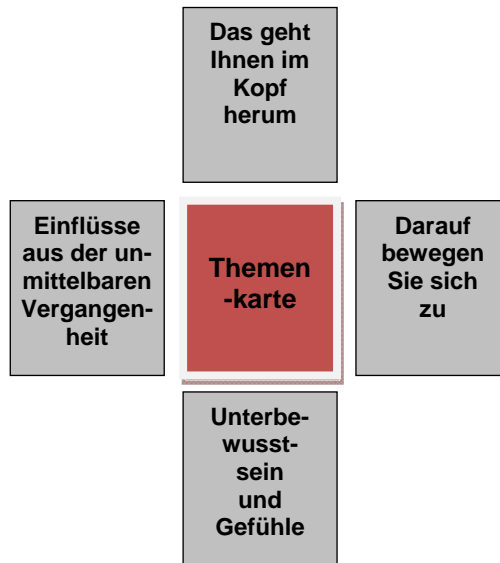 Das geht
Ihnen im
Kopf
herum
Einflüsse
aus der un-
mittelbaren
Vergangen-
heit
Themen
-karte
Darauf
bewegen
Sie sich
zu
Unterbe-
wusst-
sein
und
Gefühle